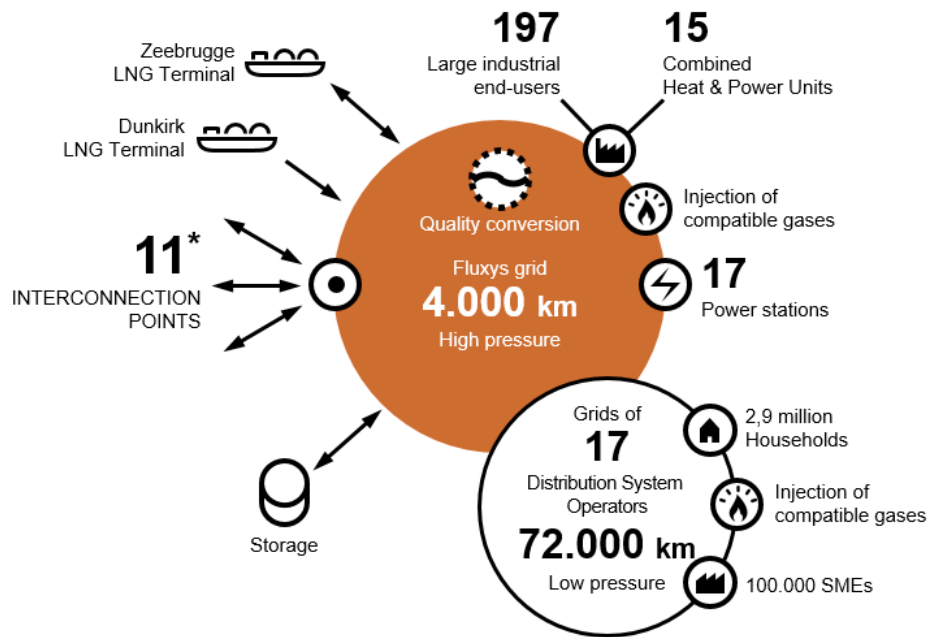 Zeebrugge
LNG Terminal
Dunkirk
LNG Terminal
11*
INTERCONNECTION
POINTS
Storage
197
Large industrial
end-users
15
Combined
Heat & Power Units
Injection of
compatible gases
17
Power stations
Quality conversion
Fluxys grid
4.000 km
High pressure
Grids of
17
Distribution System
Operators
72.000 km
Low pressure
2,9 million
Households
Injection of
compatible gases
100.000 SMEs